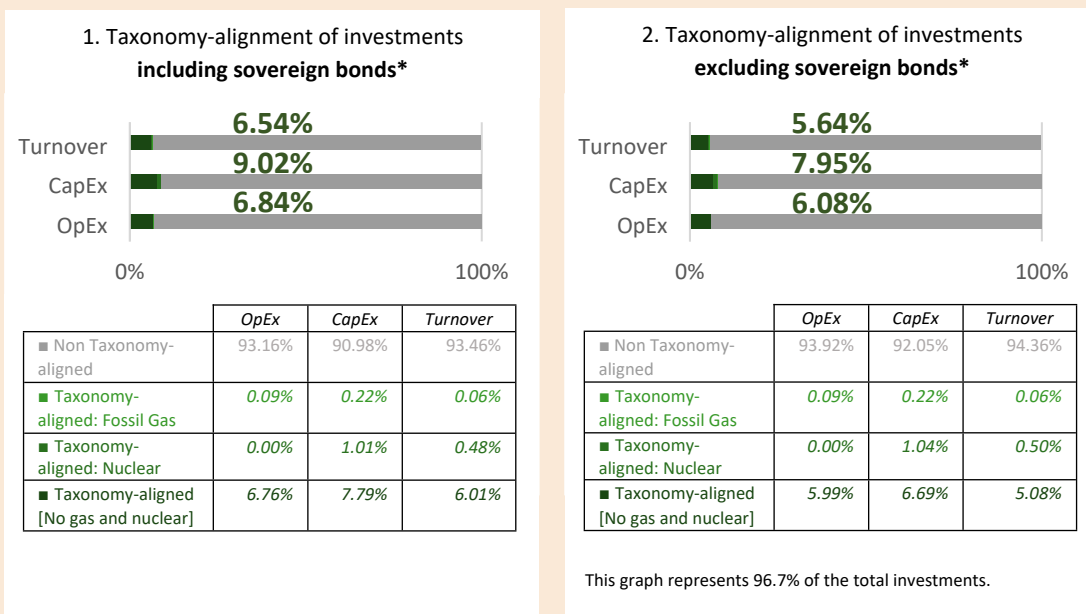 1. Taxonomy-alignment of investments
including sovereign bonds*
6.54%
Turnover
9.02%
CapEx
6.84%
OpEx
0% 100%
OpEx CapEx Turnover
■ Non Taxonomy- 93.16% 90.98% 93.46%
aligned
■ Taxonomy- 0.09% 0.22% 0.06%
aligned: Fossil Gas
■ Taxonomy- 0.00% 1.01% 0.48%
aligned: Nuclear
■ Taxonomy-aligned 6.76% 7.79% 6.01%
[No gas and nuclear]
2. Taxonomy-alignment of investments
excluding sovereign bonds*
5.64%
Turnover
7.95%
CapEx
6.08%
OpEx
0% 100%
OpEx CapEx Turnover
■ Non Taxonomy- 93.92% 92.05% 94.36%
aligned
■ Taxonomy- 0.09% 0.22% 0.06%
aligned: Fossil Gas
■ Taxonomy- 0.00% 1.04% 0.50%
aligned: Nuclear
■ Taxonomy-aligned 5.99% 6.69% 5.08%
[No gas and nuclear]
This graph represents 96.7% of the total investments.